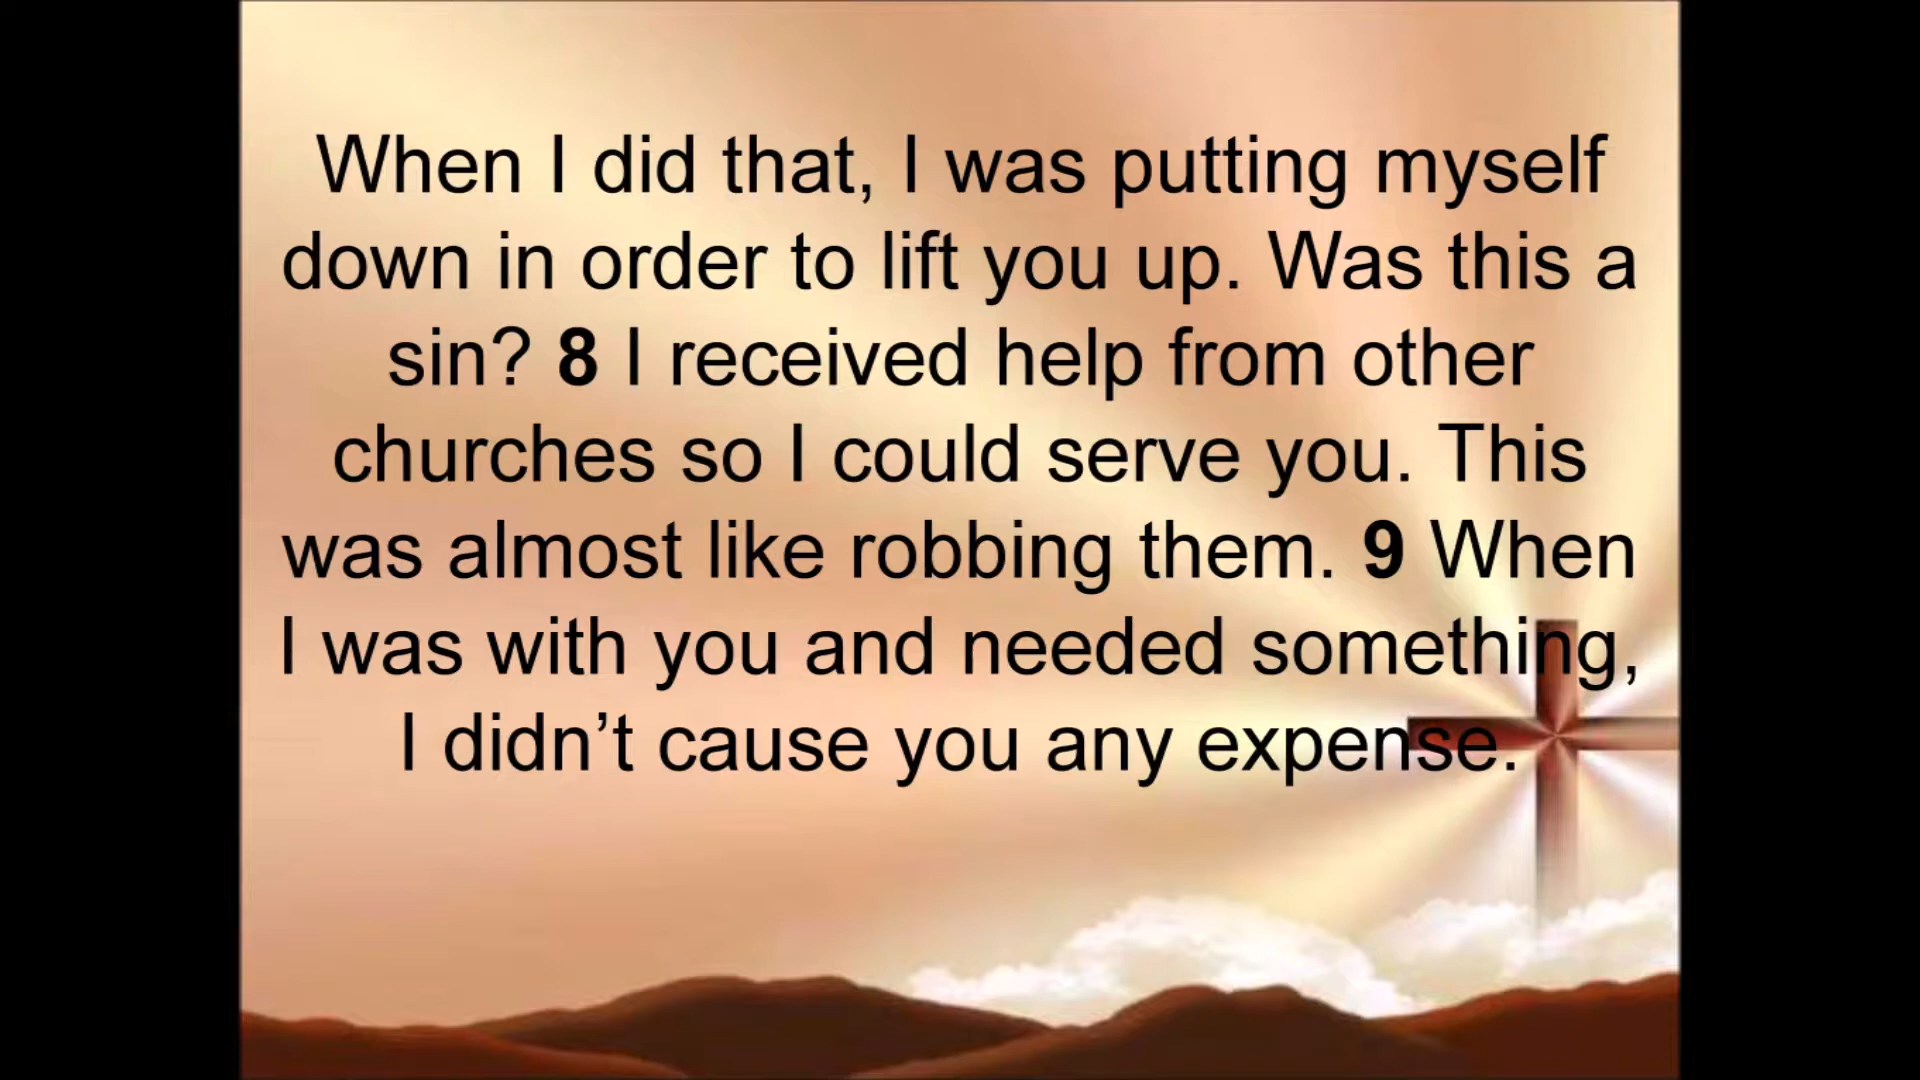 When I did that, I was putting myself
down in order to lift you up. Was this a
sin? 8 I received help from other
churches so I could serve you. This
was almost like robbing them. 9 When
I was with you and needed something,
I didn’t cause you any expense.